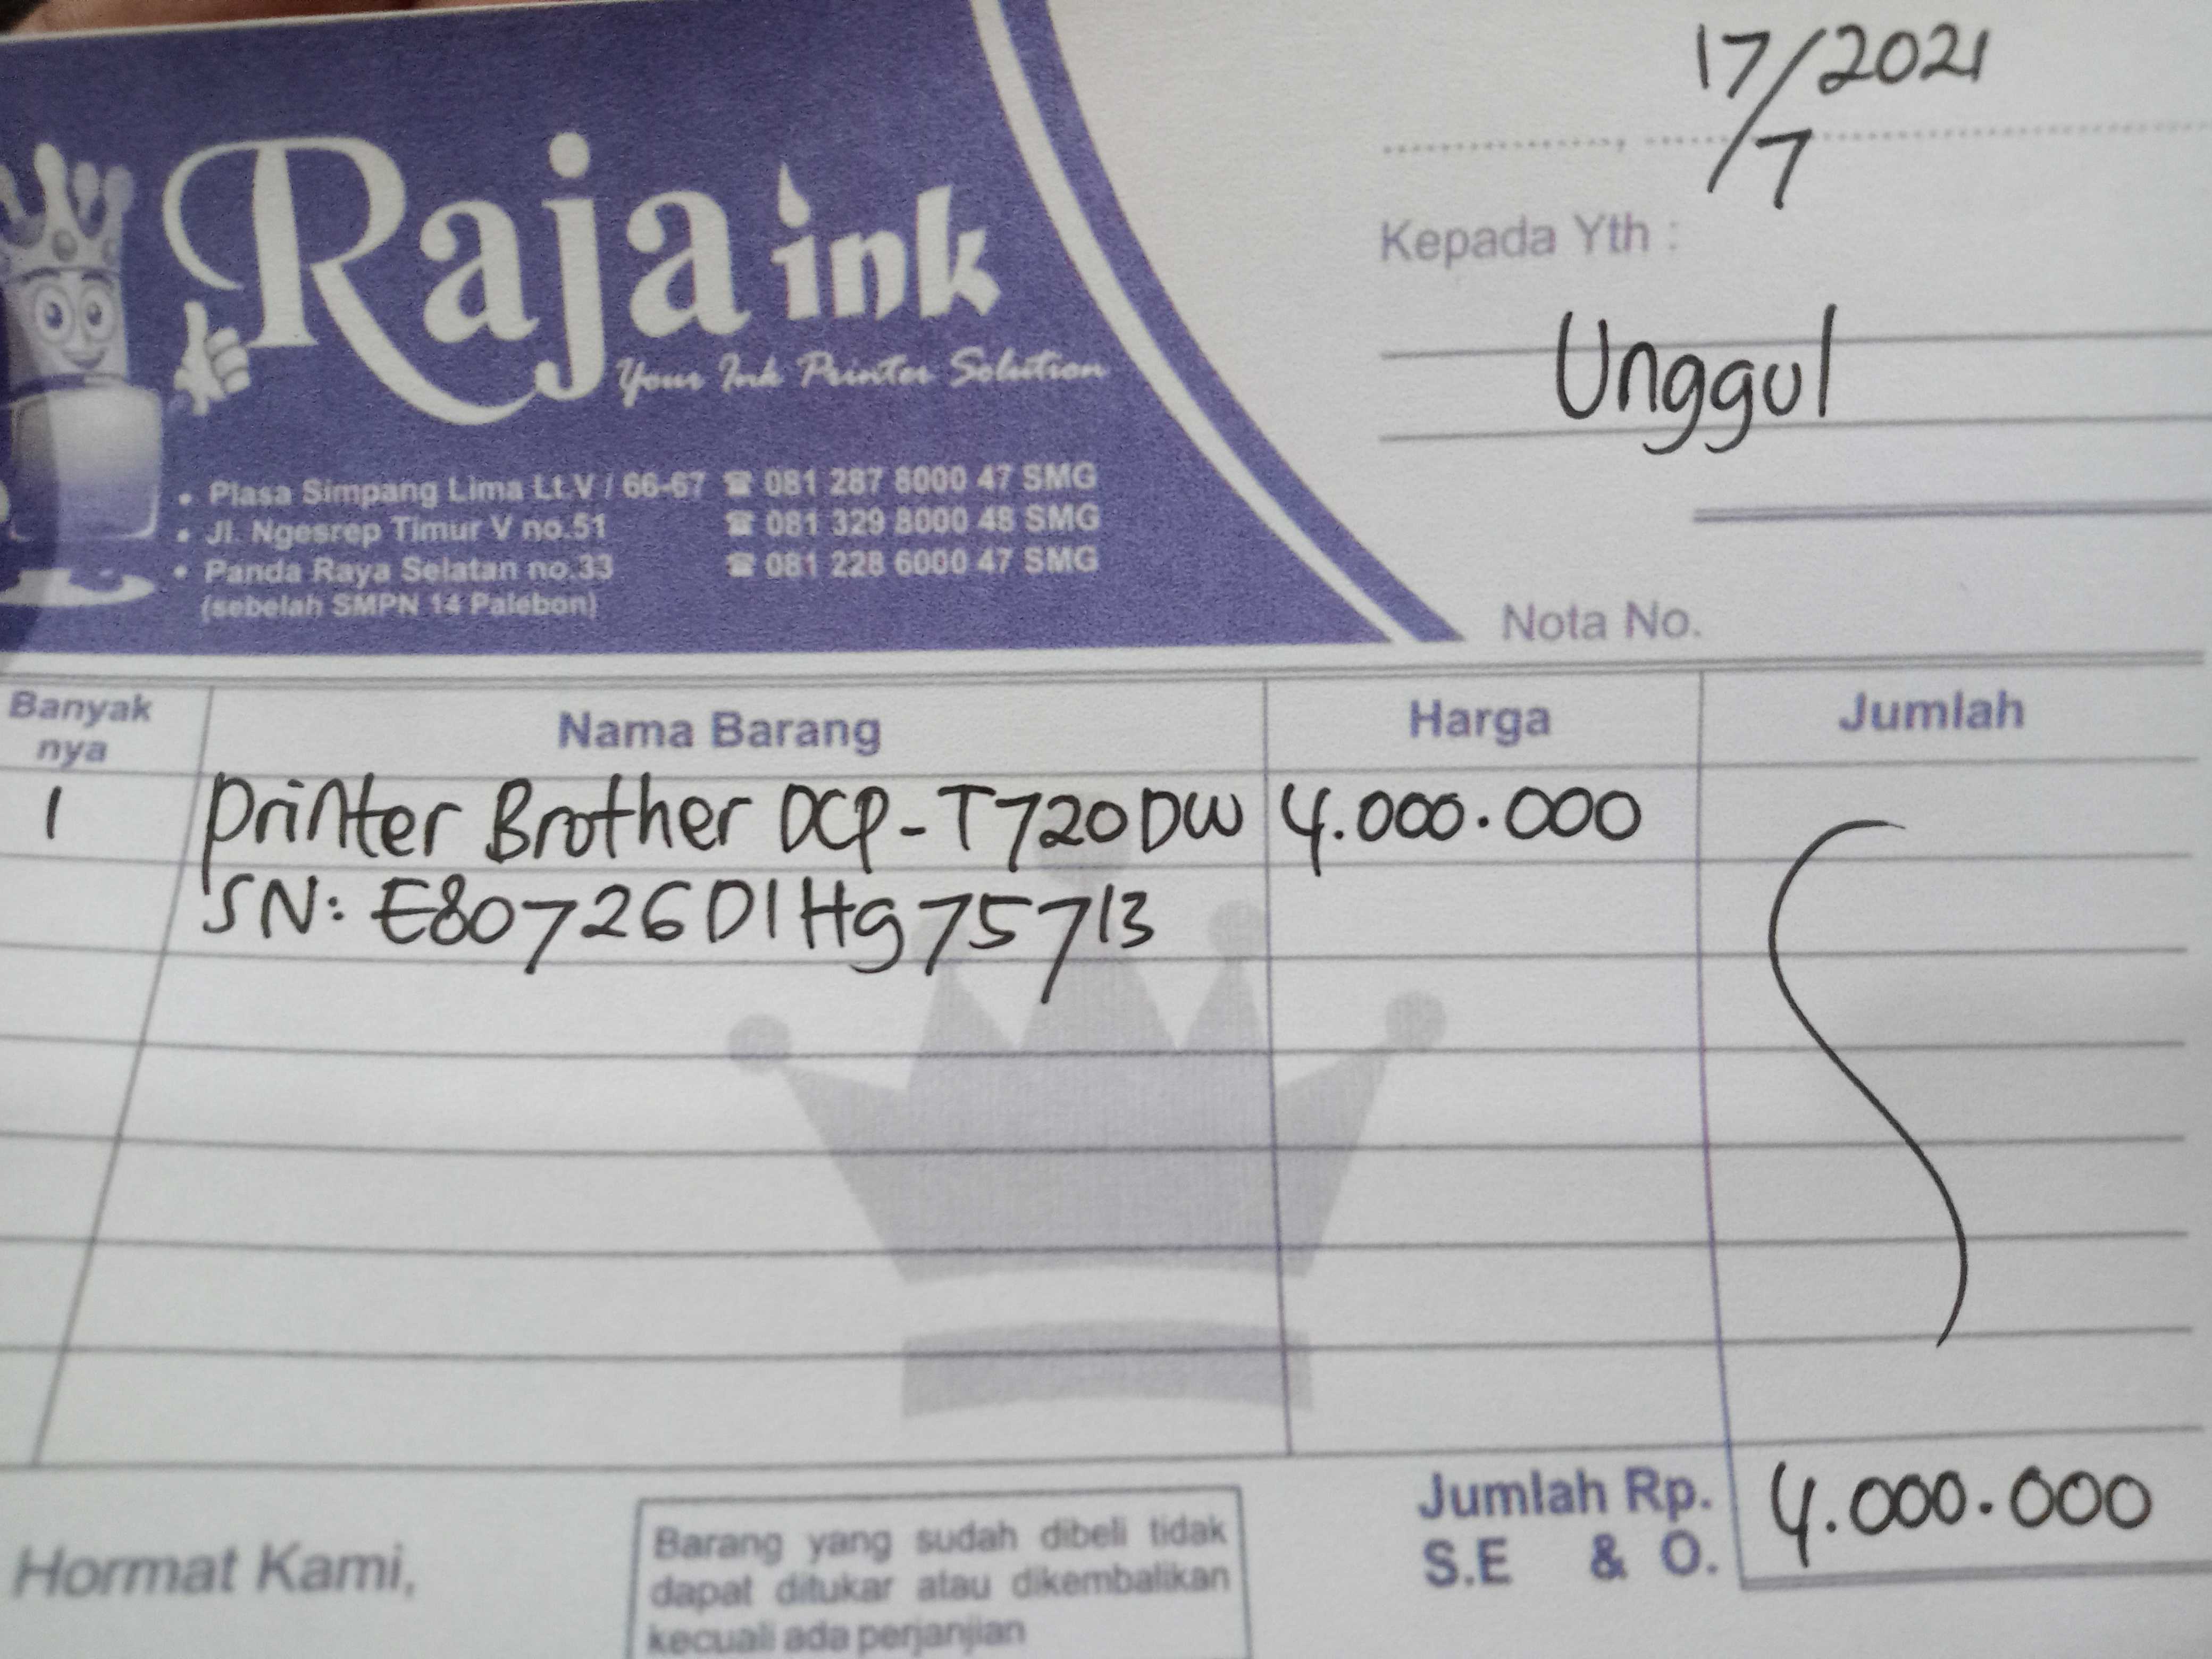 17/7/2021
Raja ink
Your Ink Printer Solution
Kepada Yth :
Unggul
• Plasa Simpang Lima Lt.V / 66-67 ☎ 081 287 8000 47 SMG
• Jl. Ngesrep Timur V no.51 ☎ 081 329 8000 48 SMG
• Panda Raya Selatan no.33 ☎ 081 228 6000 47 SMG
(sebelah SMPN 14 Palebon)
Nota No.
Banyak nya Nama Barang Harga Jumlah
1 Printer Brother DCP-T720DW 4.000.000
SN: E80726D1H975713
Jumlah Rp. 4.000.000
S.E & O.
Hormat Kami,
Barang yang sudah dibeli tidak
dapat ditukar atau dikembalikan
kecuali ada perjanjian